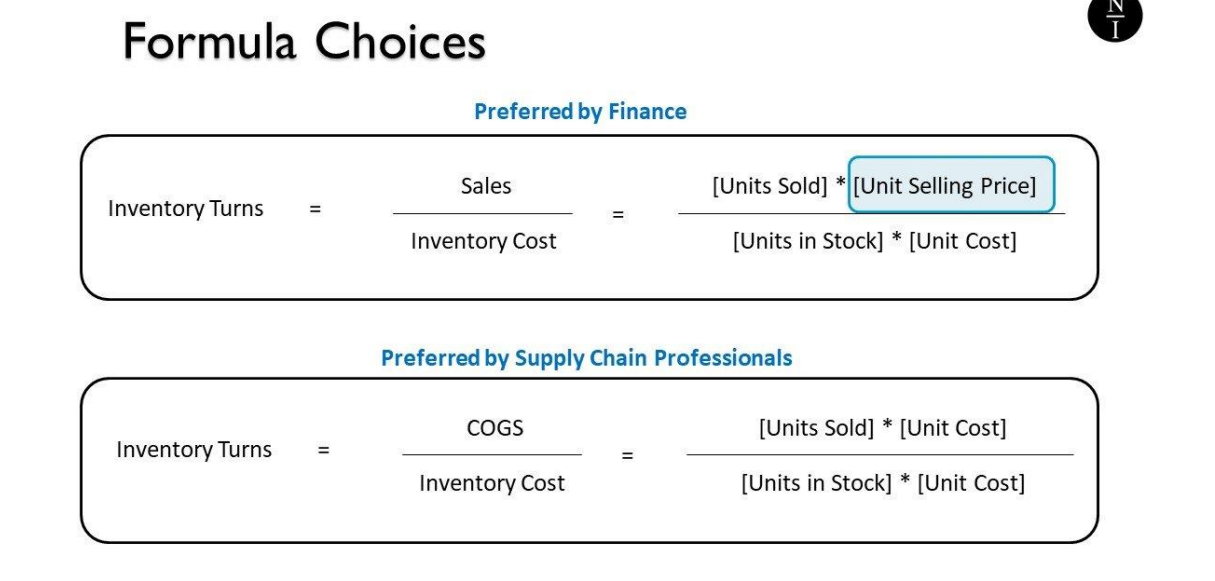 N
I
Formula Choices
Preferred by Finance
Inventory Turns = Sales / Inventory Cost = [Units Sold] * [Unit Selling Price] / [Units in Stock] * [Unit Cost]
Preferred by Supply Chain Professionals
Inventory Turns = COGS / Inventory Cost = [Units Sold] * [Unit Cost] / [Units in Stock] * [Unit Cost]